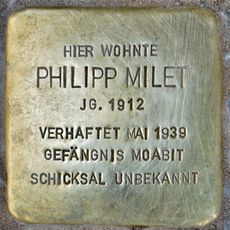 HIER WOHNTE
PHILIPP MILET
JG. 1912
VERHAFTET MAI 1939
GEFÄNGNIS MOABIT
SCHICKSAL UNBEKANNT